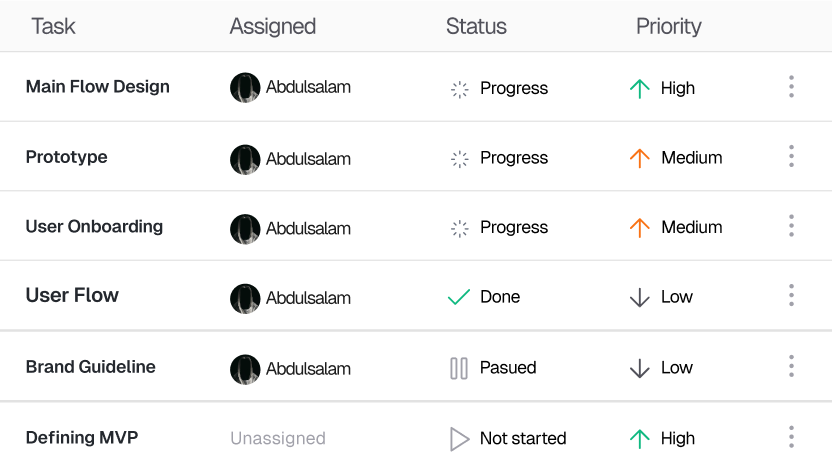 Task Assigned Status Priority
Main Flow Design Abdulsalam Progress High
Prototype Abdulsalam Progress Medium
User Onboarding Abdulsalam Progress Medium
User Flow Abdulsalam Done Low
Brand Guideline Abdulsalam Pasued Low
Defining MVP Unassigned Not started High